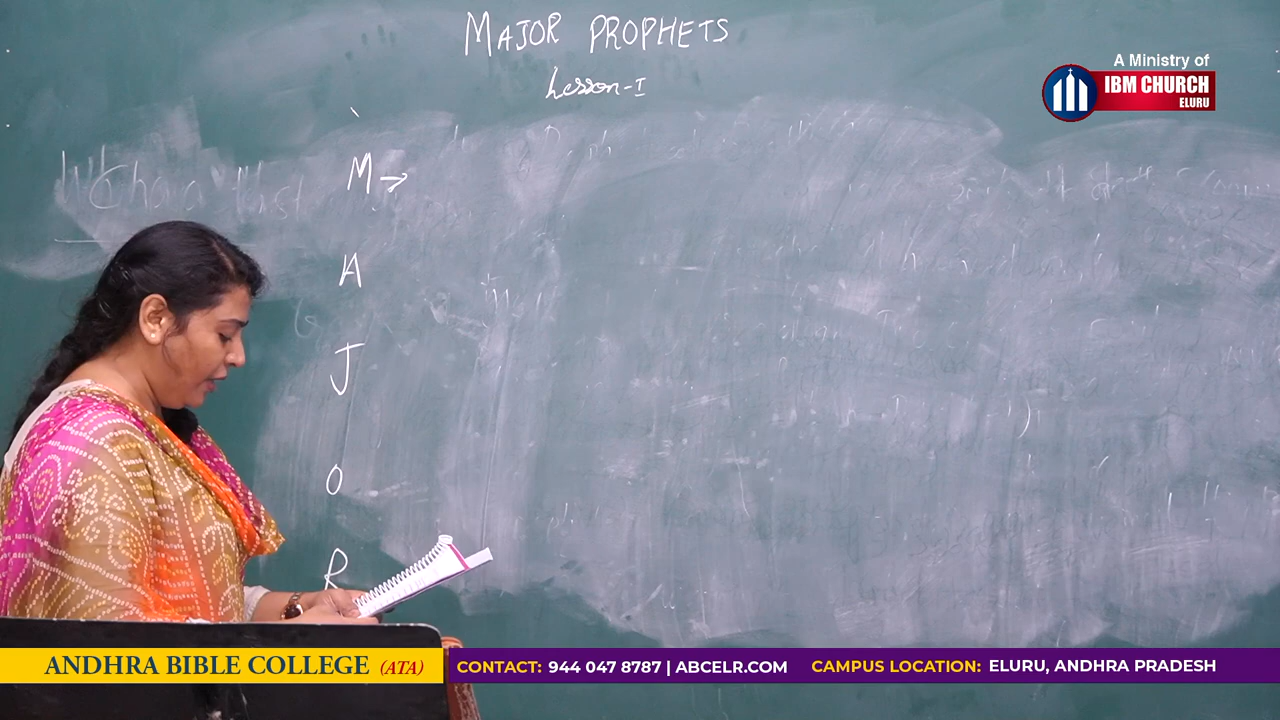 MAJOR PROPHETS
Lesson-I
A Ministry of
IBM CHURCH
ELURU
M →
A
J
O
R
ANDHRA BIBLE COLLEGE (ATA)
CONTACT: 944 047 8787 | ABCELR.COM
CAMPUS LOCATION: ELURU, ANDHRA PRADESH